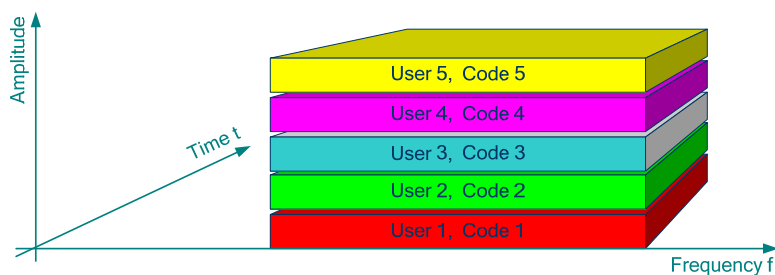 Amplitude
Time t
User 5, Code 5
User 4, Code 4
User 3, Code 3
User 2, Code 2
User 1, Code 1
Frequency f